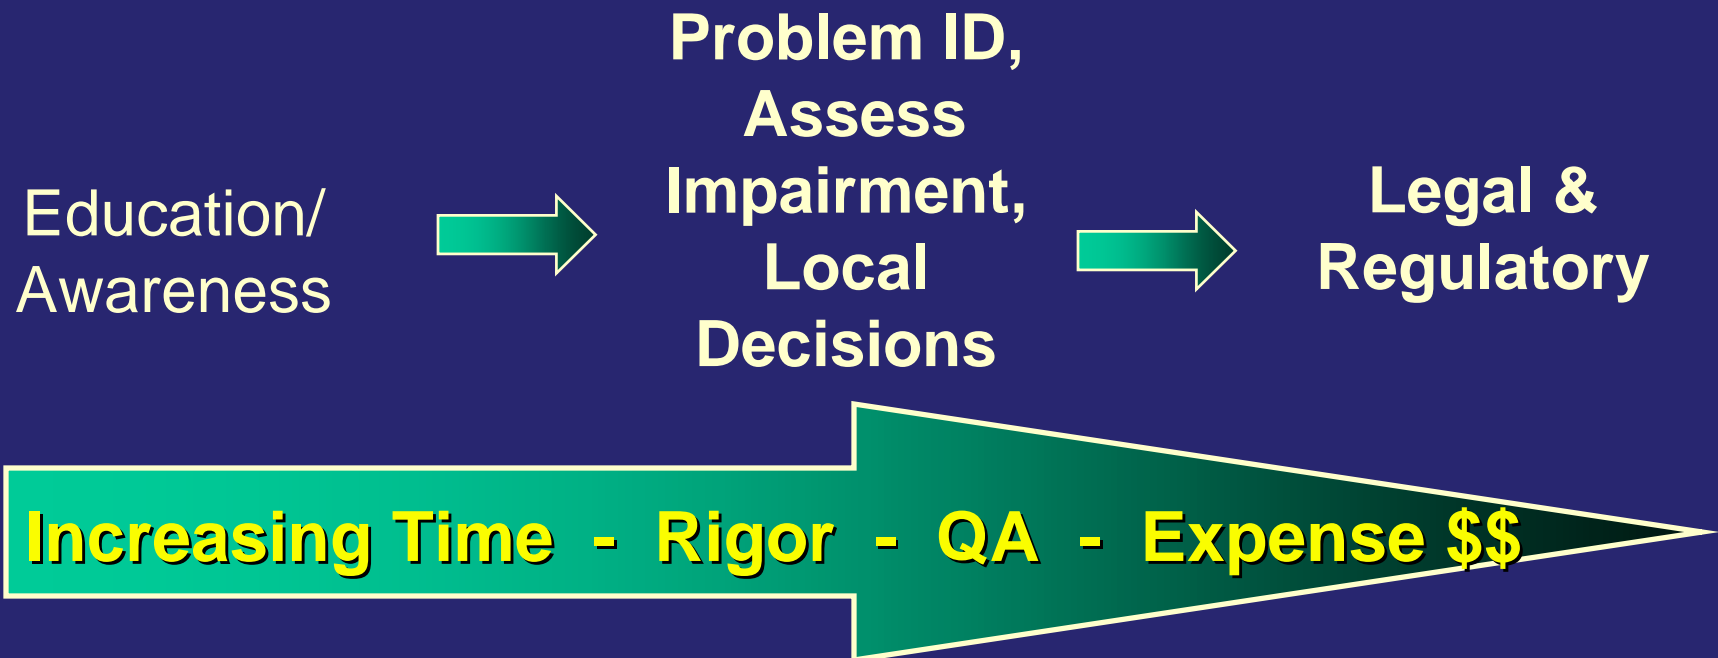 Education/
Awareness
Problem ID,
Assess
Impairment,
Local
Decisions
Legal &
Regulatory
Increasing Time - Rigor - QA - Expense $$